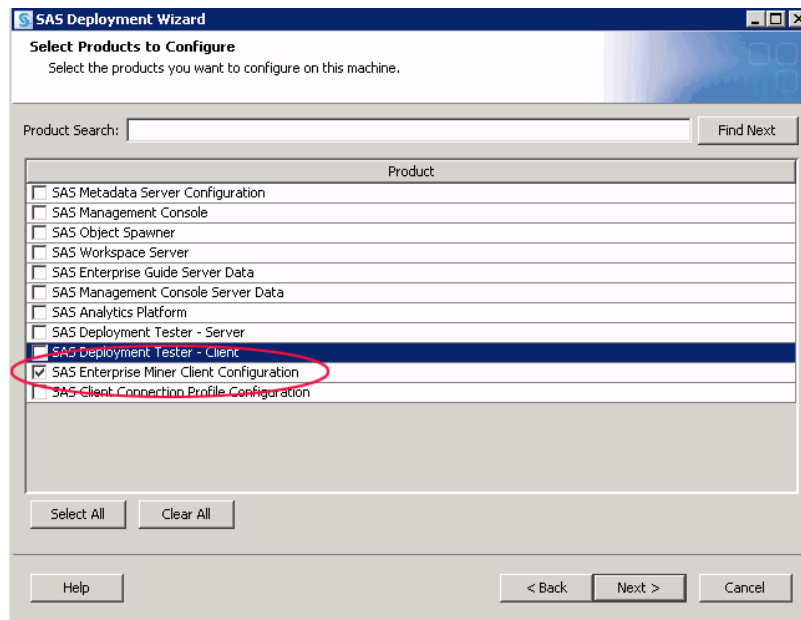 SAS Deployment Wizard
Select Products to Configure
Select the products you want to configure on this machine.
Product Search:
Find Next
Product
SAS Metadata Server Configuration
SAS Management Console
SAS Object Spawner
SAS Workspace Server
SAS Enterprise Guide Server Data
SAS Management Console Server Data
SAS Analytics Platform
SAS Deployment Tester - Server
SAS Deployment Tester - Client
SAS Enterprise Miner Client Configuration
SAS Client Connection Profile Configuration
Select All Clear All
Help < Back Next > Cancel